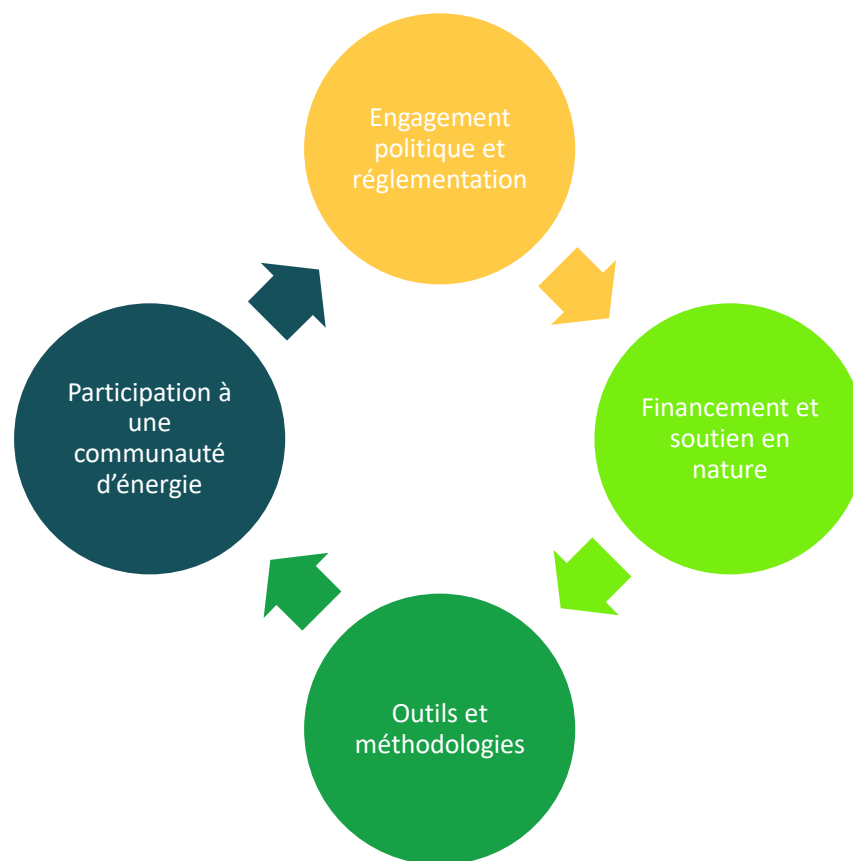 Engagement
politique et
réglementation
Financement et
soutien en
nature
Outils et
méthodologies
Participation à
une
communauté
d’énergie